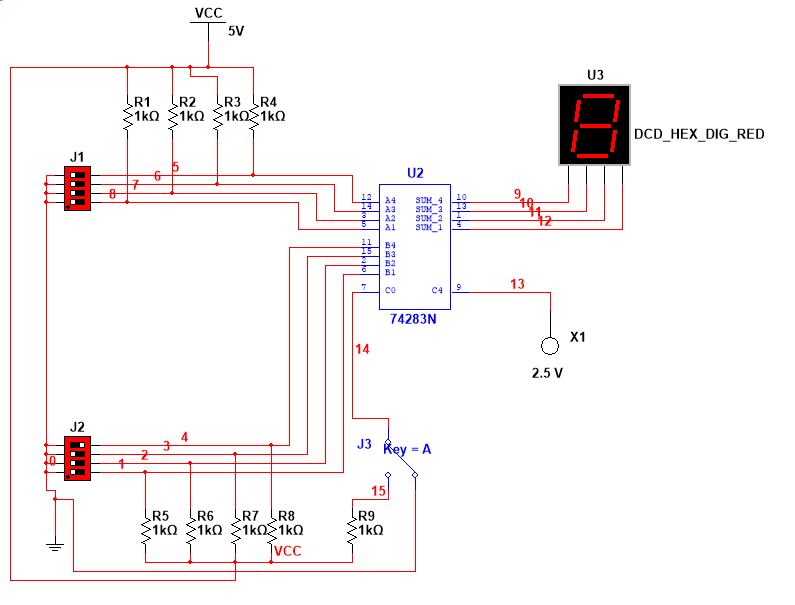 VCC
5V
U3
R1
1kΩ
R2
1kΩ
R3
1kΩ
R4
1kΩ
DCD_HEX_DIG_RED
J1
5
6
7
8
U2
12
A4
SUM_4
10
14
A3
SUM_3
13
3
A2
SUM_2
1
5
A1
SUM_1
4
9
10
11
12
11
B4
15
B3
2
B2
6
B1
7
C0
C4
9
13
74283N
X1
2.5 V
14
J2
4
3
2
1
0
J3
Key = A
15
R5
1kΩ
R6
1kΩ
R7
1kΩ
R8
1kΩ
R9
1kΩ
VCC